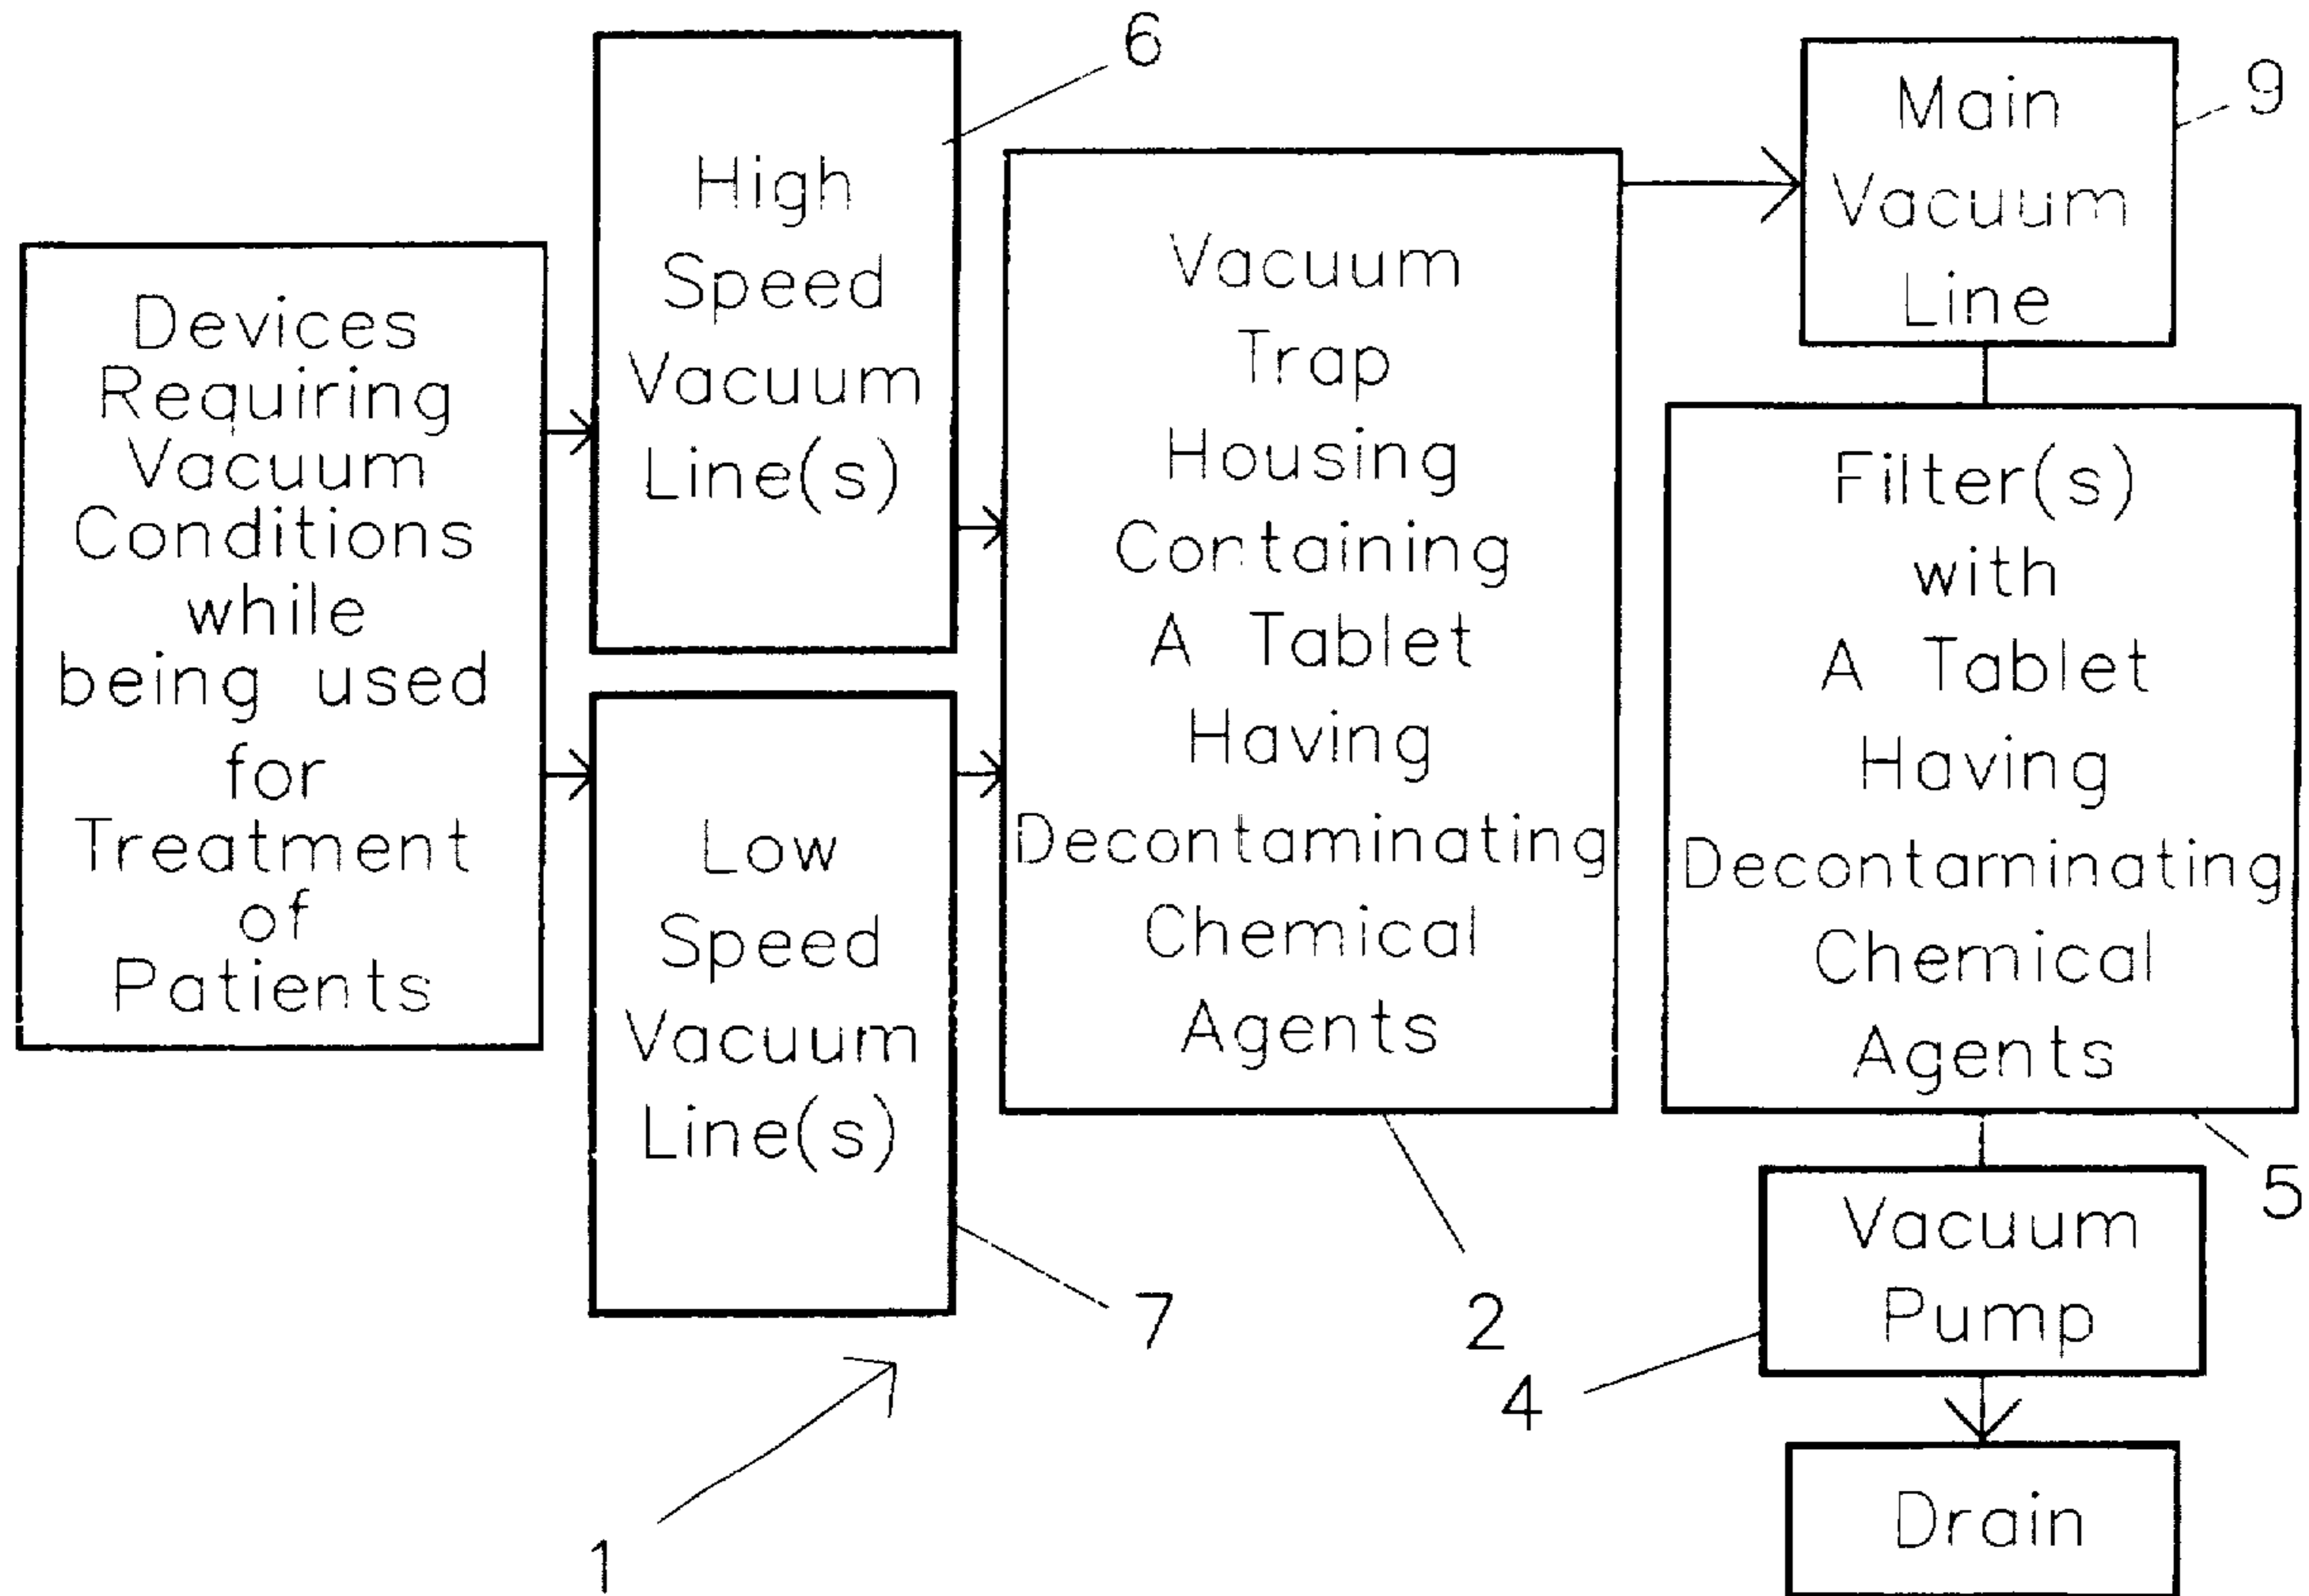 Devices
Requiring
Vacuum
Conditions
while
being used
for
Treatment
of
Patients
6
High
Speed
Vacuum
Line(s)
Low
Speed
Vacuum
Line(s)
7
1
Vacuum
Trap
Housing
Containing
A Tablet
Having
Decontaminating
Chemical
Agents
2
Main
Vacuum
Line
9
Filter(s)
with
A Tablet
Having
Decontaminating
Chemical
Agents
5
Vacuum
Pump
4
Drain